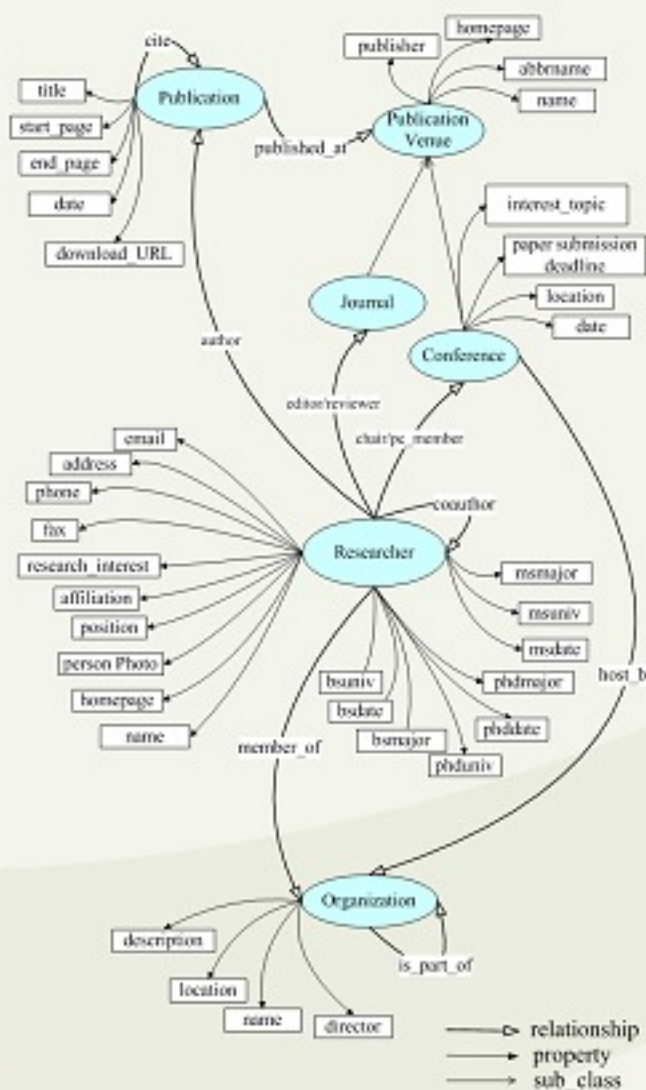 cite
homepage
publisher
title
Publication
abbrname
start_page
Publication
Venue
name
end_page
published_at
date
interest_topic
download_URL
paper submission
deadline
Journal
location
date
author
Conference
editor/reviewer
email
chair/pc_member
address
phone
coauthor
fax
Researcher
research_interest
msmajor
affiliation
msuniv
position
msdate
person Photo
bsuniv
phdmajor
host_b
homepage
bsdate
phddate
name
bsmajor
member_of
phduniv
Organization
description
is_part_of
location
name
director
relationship
property
sub_class